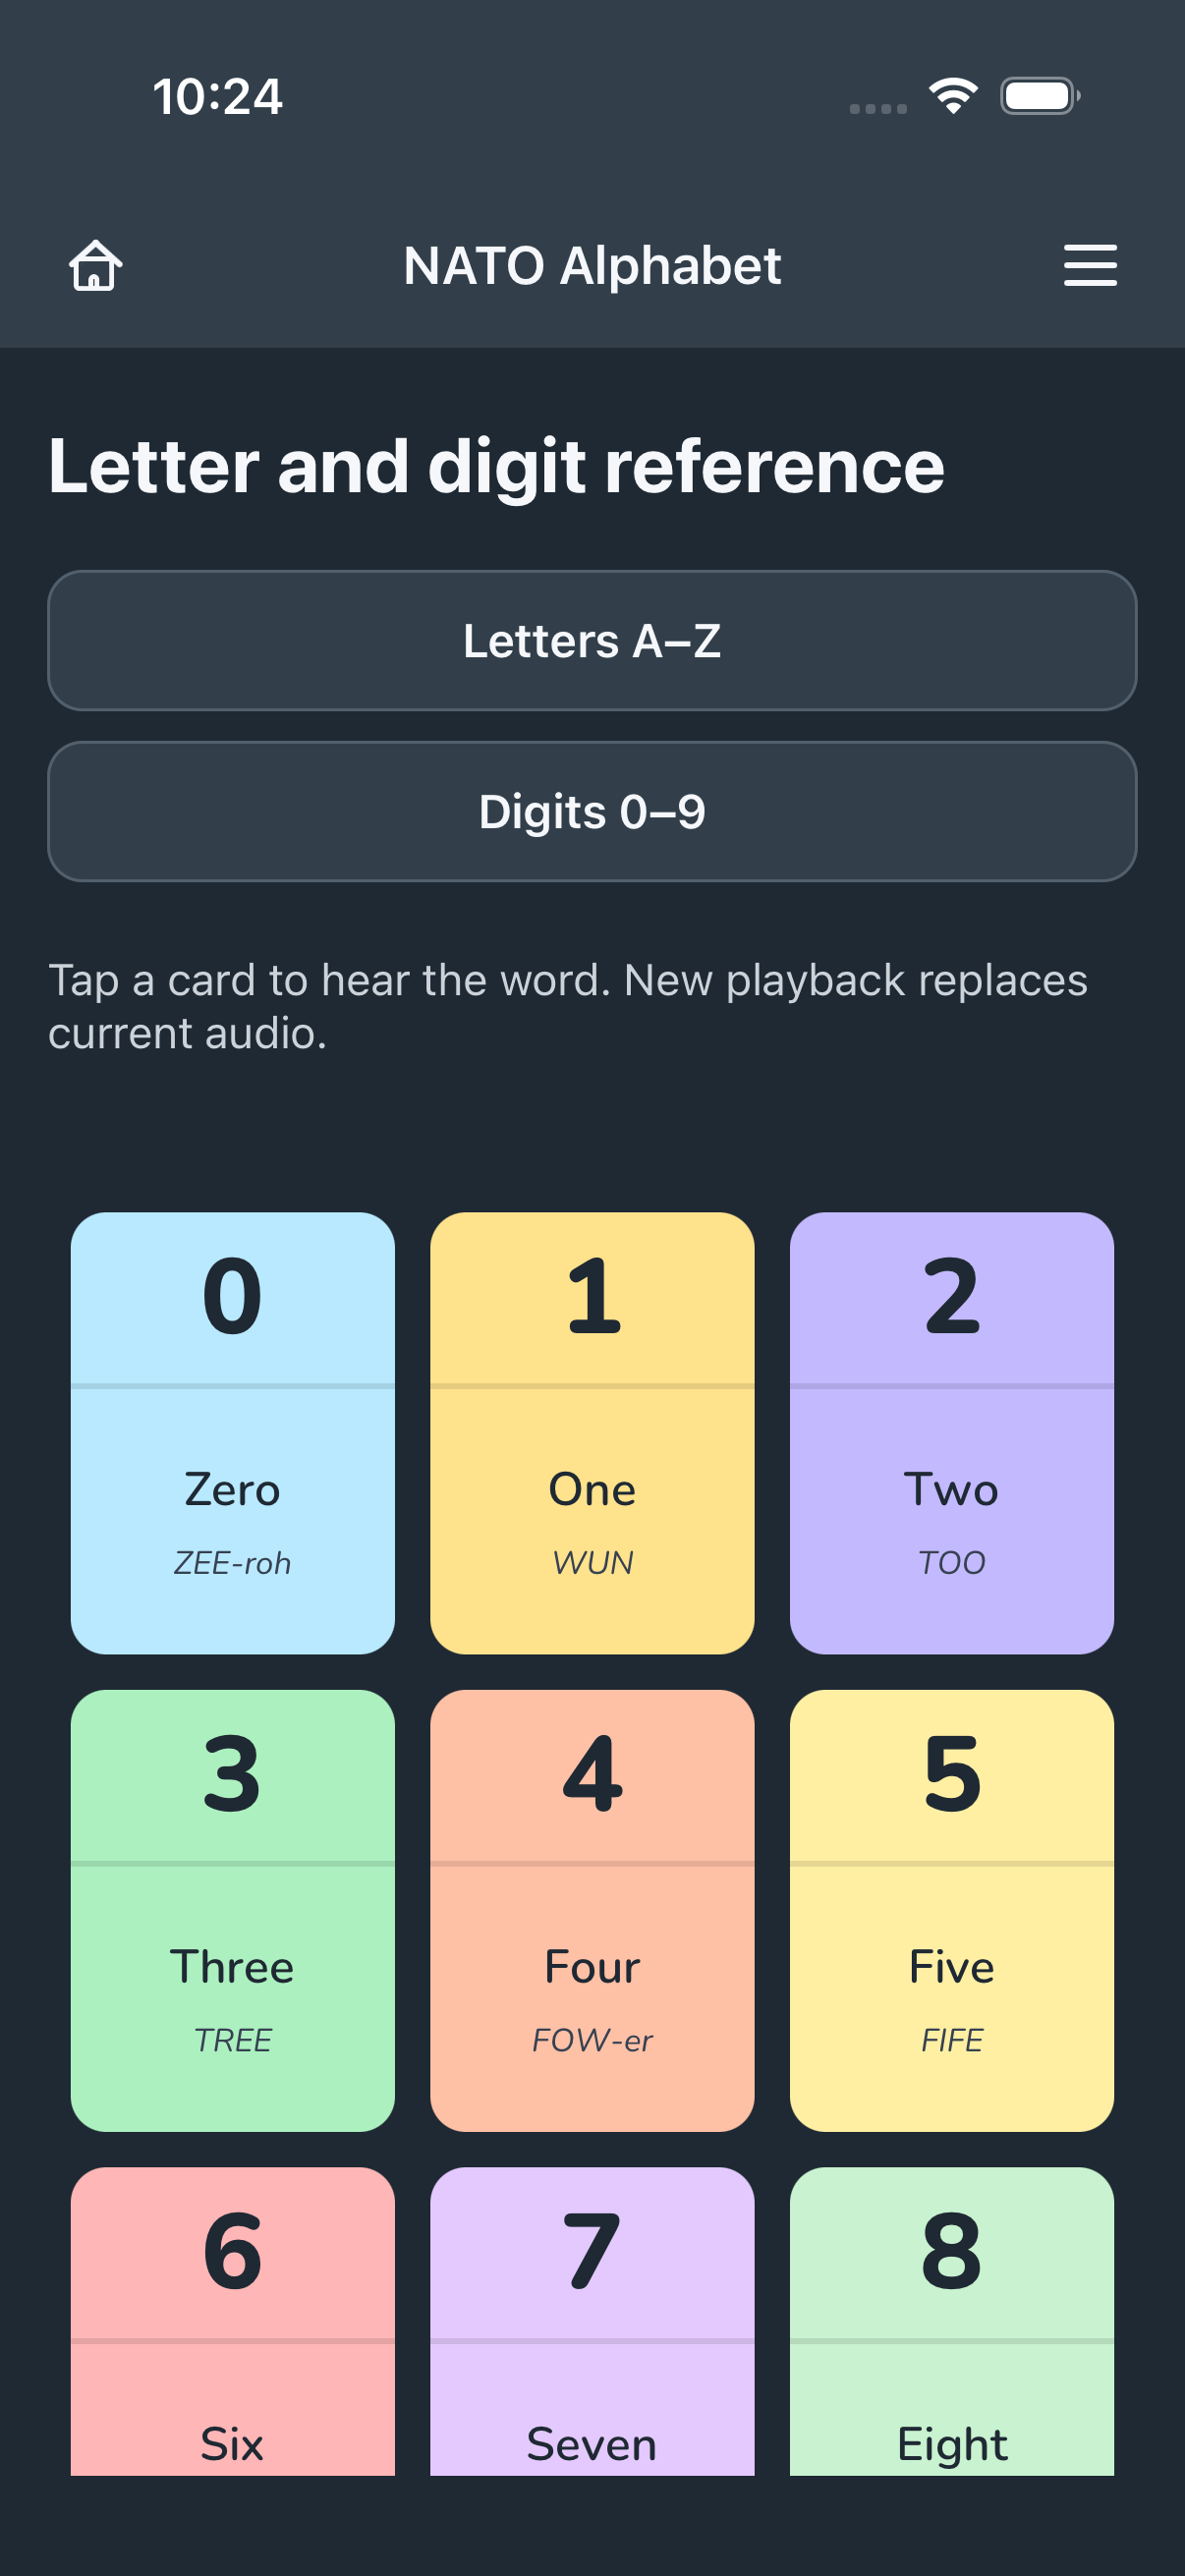 10:24
NATO Alphabet
Letter and digit reference
Letters A–Z
Digits 0–9
Tap a card to hear the word. New playback replaces
current audio.
0
1
2
Zero
One
Two
ZEE-roh
WUN
TOO
3
4
5
Three
Four
Five
TREE
FOW-er
FIFE
6
7
8
Six
Seven
Eight